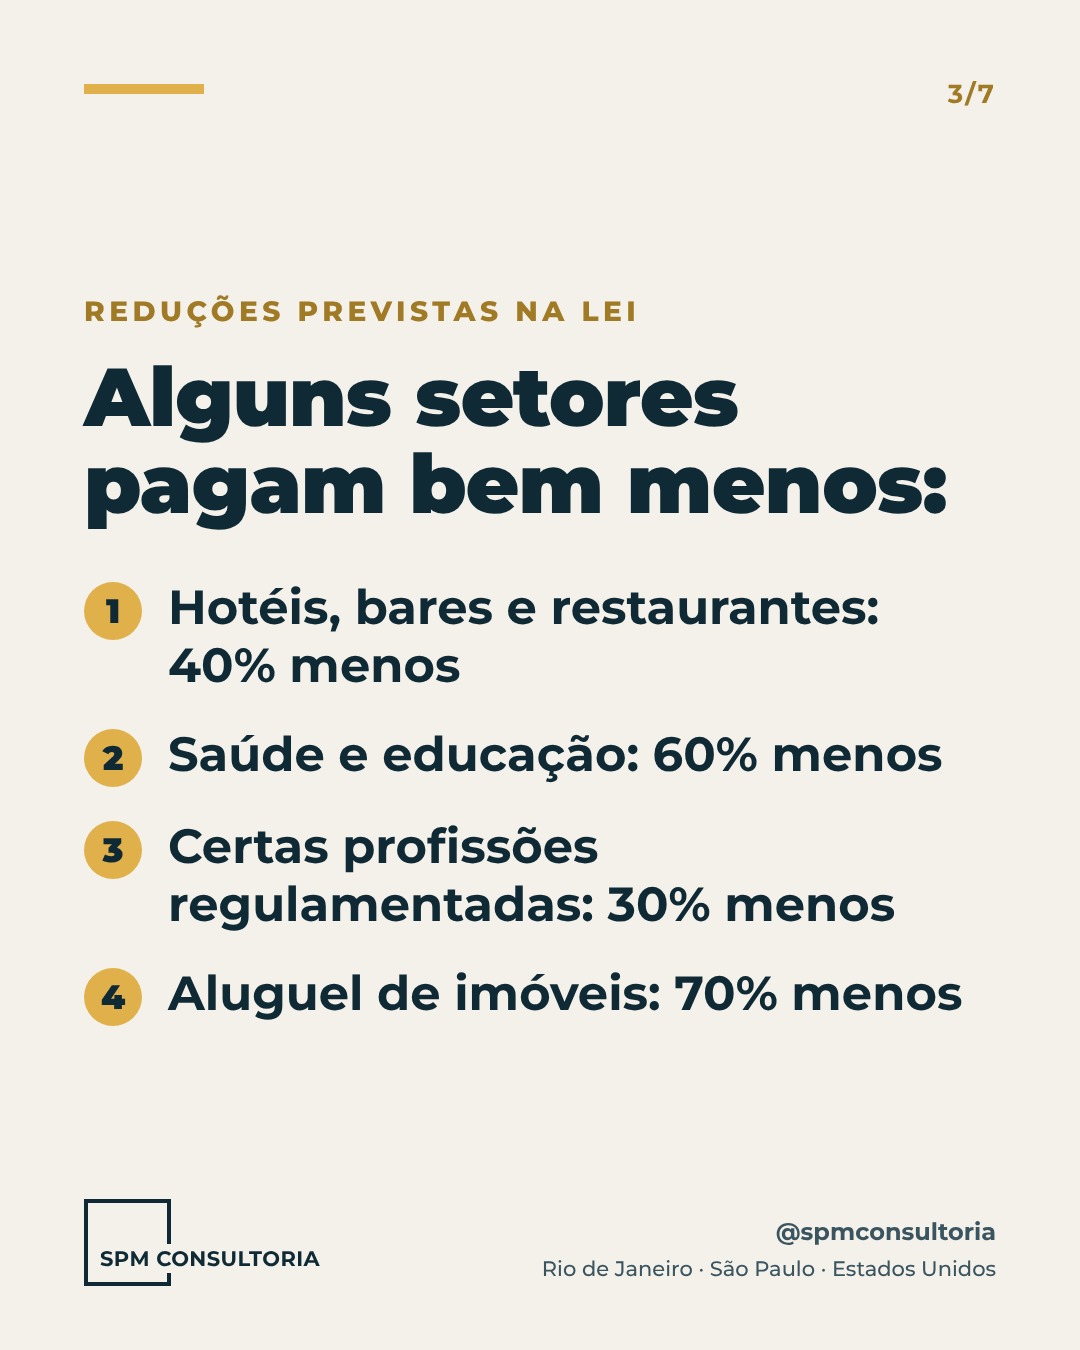 3/7
REDUÇÕES PREVISTAS NA LEI
Alguns setores
pagam bem menos:
1 Hotéis, bares e restaurantes:
40% menos
2 Saúde e educação: 60% menos
3 Certas profissões
regulamentadas: 30% menos
4 Aluguel de imóveis: 70% menos
SPM CONSULTORIA
@spmconsultoria
Rio de Janeiro · São Paulo · Estados Unidos